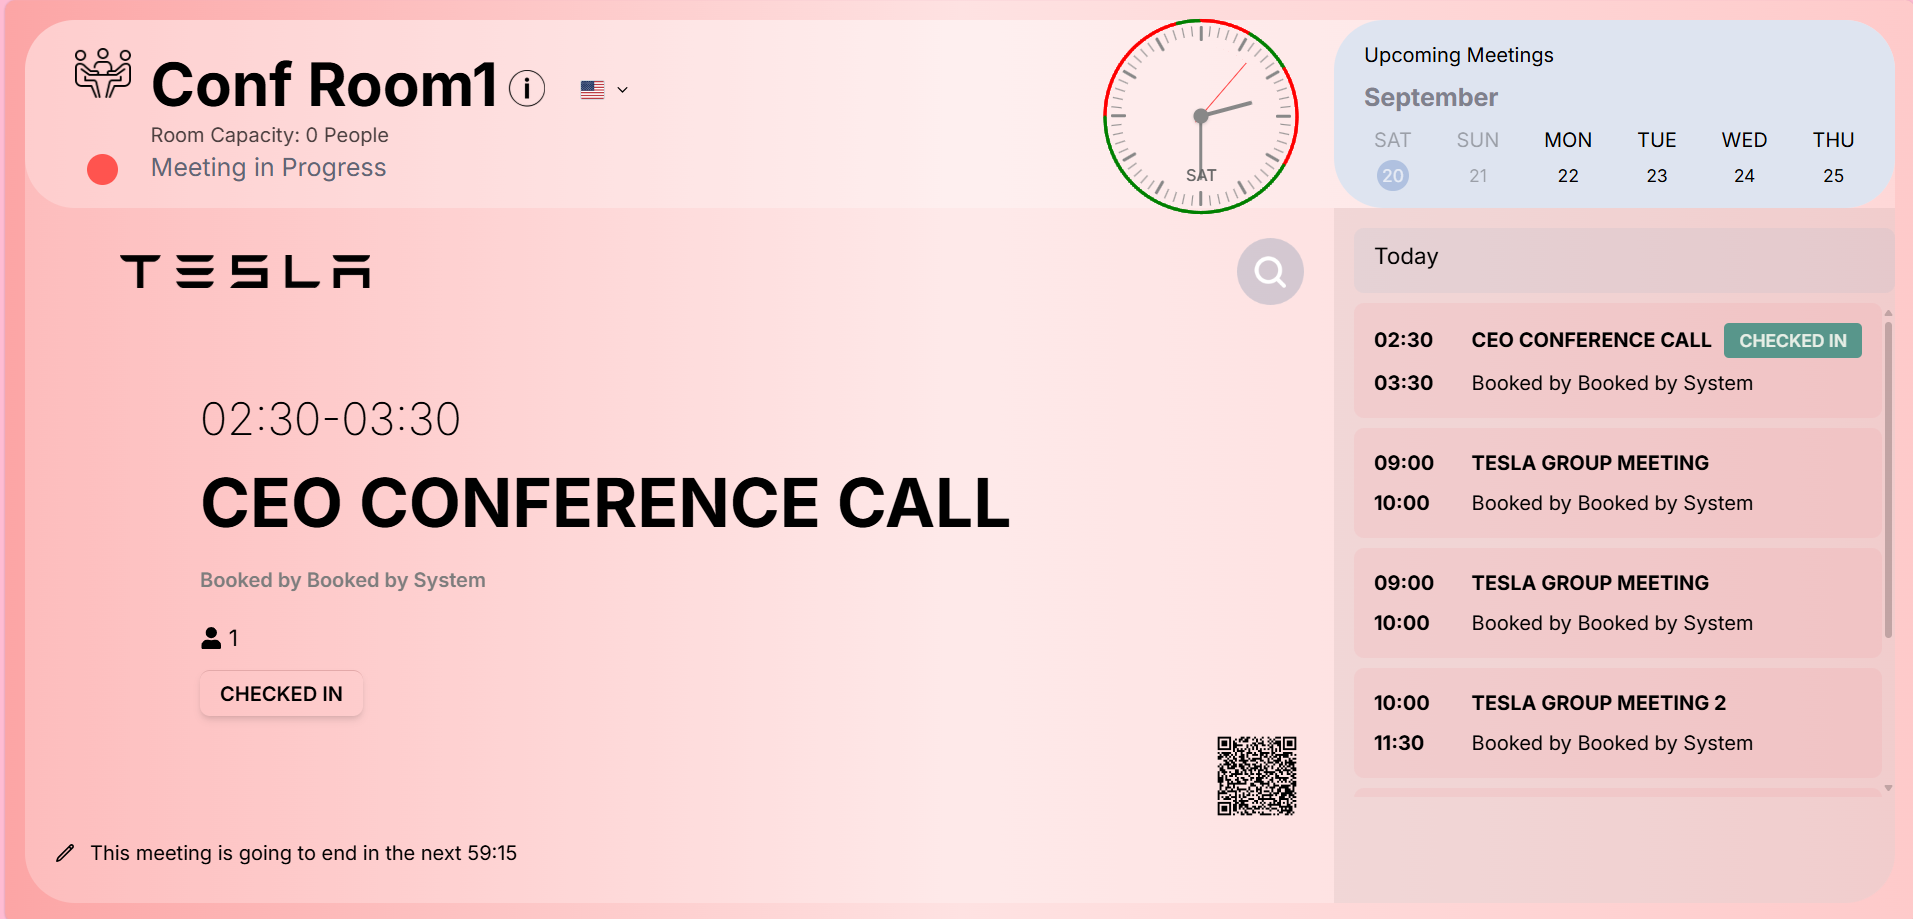 Conf Room1
Room Capacity: 0 People
Meeting in Progress
SAT
Upcoming Meetings
September
SAT SUN MON TUE WED THU
20 21 22 23 24 25
TESLA
02:30-03:30
CEO CONFERENCE CALL
Booked by Booked by System
1
CHECKED IN
This meeting is going to end in the next 59:15
Today
02:30 CEO CONFERENCE CALL CHECKED IN
03:30 Booked by Booked by System
09:00 TESLA GROUP MEETING
10:00 Booked by Booked by System
09:00 TESLA GROUP MEETING
10:00 Booked by Booked by System
10:00 TESLA GROUP MEETING 2
11:30 Booked by Booked by System